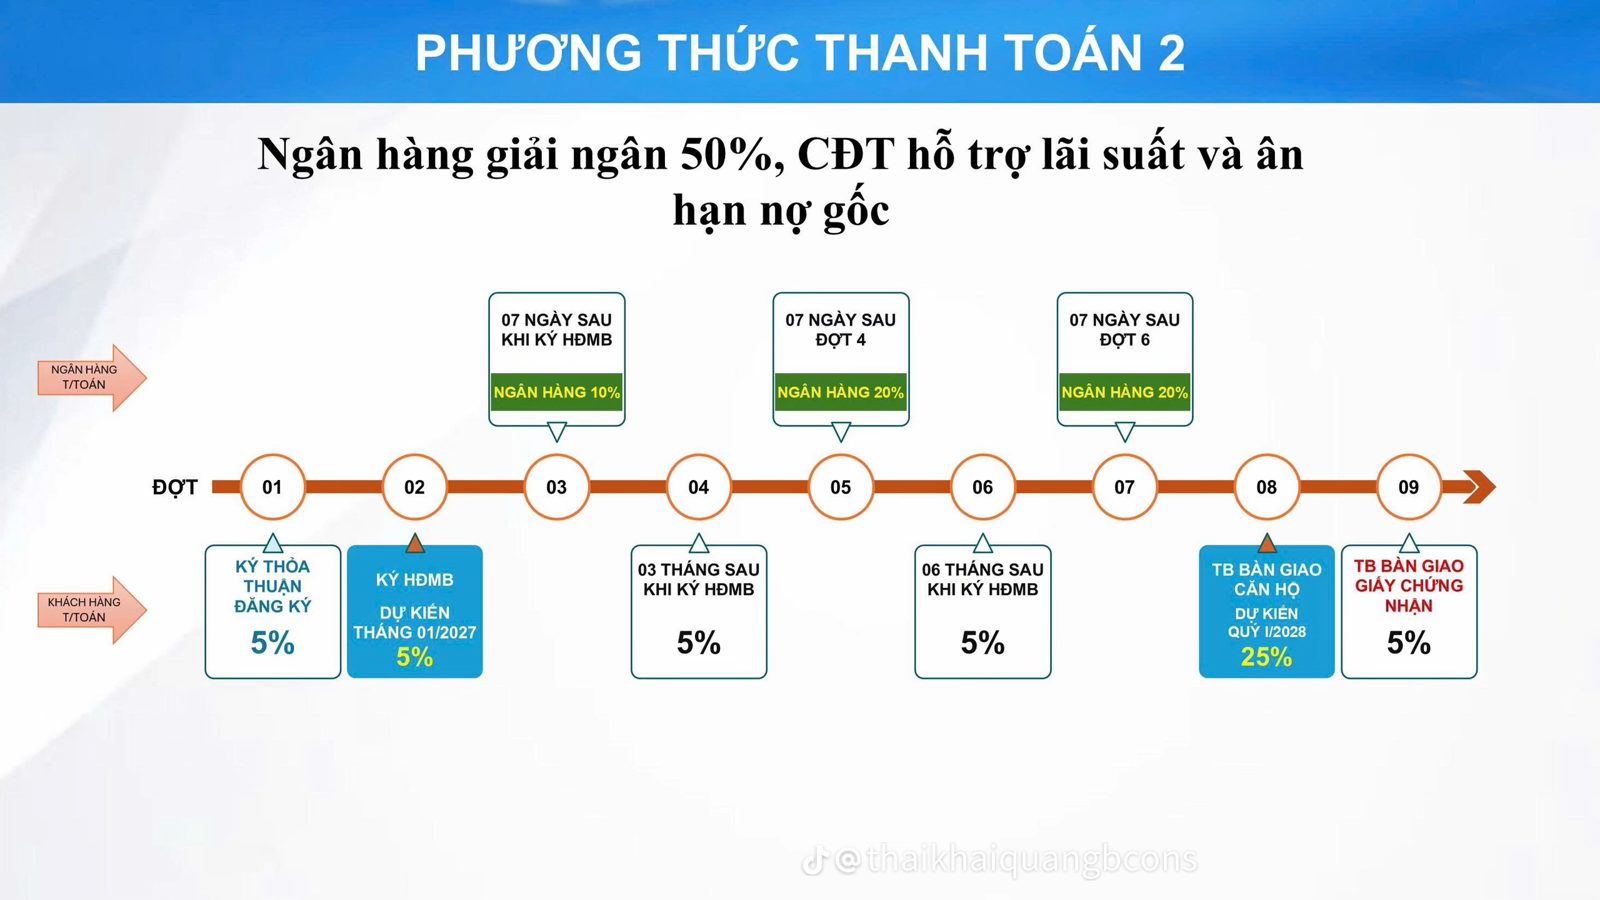 PHƯƠNG THỨC THANH TOÁN 2
Ngân hàng giải ngân 50%, CĐT hỗ trợ lãi suất và ân
hạn nợ gốc
07 NGÀY SAU
KHI KÝ HĐMB
NGÂN HÀNG 10%
07 NGÀY SAU
ĐỢT 4
NGÂN HÀNG 20%
07 NGÀY SAU
ĐỢT 6
NGÂN HÀNG 20%
NGÂN HÀNG
T/TOÁN
ĐỢT
01
02
03
04
05
06
07
08
09
KHÁCH HÀNG
T/TOÁN
KÝ THỎA
THUẬN
ĐĂNG KÝ
5%
KÝ HĐMB
DỰ KIẾN
THÁNG 01/2027
5%
03 THÁNG SAU
KHI KÝ HĐMB
5%
06 THÁNG SAU
KHI KÝ HĐMB
5%
TB BÀN GIAO
CĂN HỘ
DỰ KIẾN
QUÝ I/2028
25%
TB BÀN GIAO
GIẤY CHỨNG
NHẬN
5%
@thaikhaiquangbcons